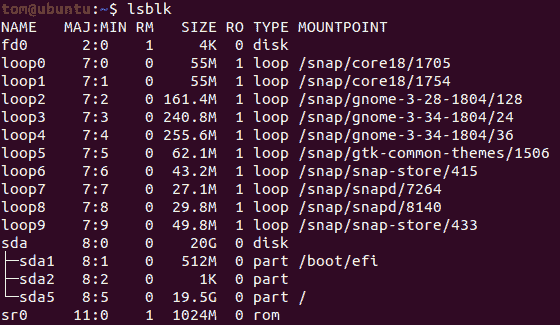 tom@ubuntu:~$ lsblk
NAME   MAJ:MIN RM   SIZE RO TYPE MOUNTPOINT
fd0      2:0    1     4K  0 disk
loop0    7:0    0    55M  1 loop /snap/core18/1705
loop1    7:1    0    55M  1 loop /snap/core18/1754
loop2    7:2    0 161.4M  1 loop /snap/gnome-3-28-1804/128
loop3    7:3    0 240.8M  1 loop /snap/gnome-3-34-1804/24
loop4    7:4    0 255.6M  1 loop /snap/gnome-3-34-1804/36
loop5    7:5    0  62.1M  1 loop /snap/gtk-common-themes/1506
loop6    7:6    0  43.2M  1 loop /snap/snap-store/415
loop7    7:7    0  27.1M  1 loop /snap/snapd/7264
loop8    7:8    0  29.8M  1 loop /snap/snapd/8140
loop9    7:9    0  49.8M  1 loop /snap/snap-store/433
sda      8:0    0    20G  0 disk
├─sda1   8:1    0   512M  0 part /boot/efi
├─sda2   8:2    0     1K  0 part
└─sda5   8:5    0  19.5G  0 part /
sr0     11:0    1  1024M  0 rom